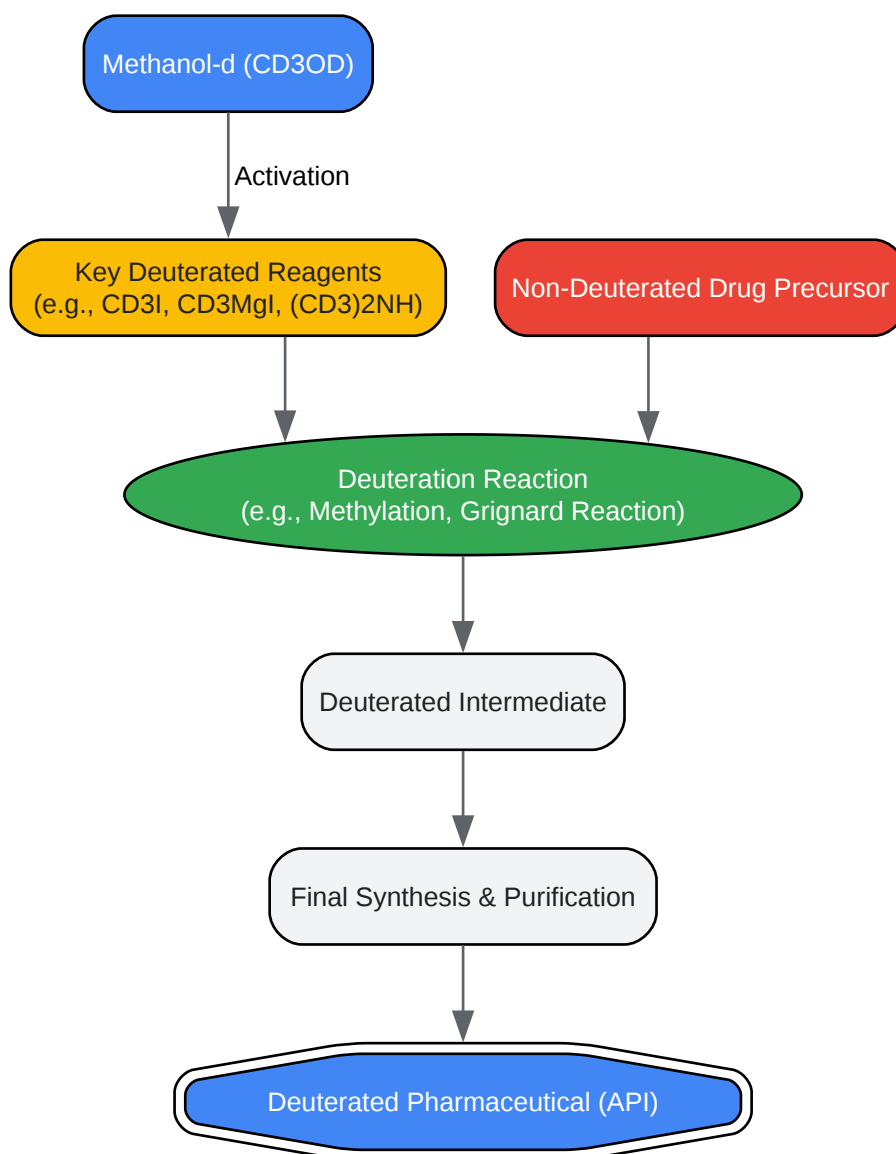 Methanol-d (CD3OD)
Activation
Key Deuterated Reagents
(e.g., CD3I, CD3MgI, (CD3)2NH)
Non-Deuterated Drug Precursor
Deuteration Reaction
(e.g., Methylation, Grignard Reaction)
Deuterated Intermediate
Final Synthesis & Purification
Deuterated Pharmaceutical (API)